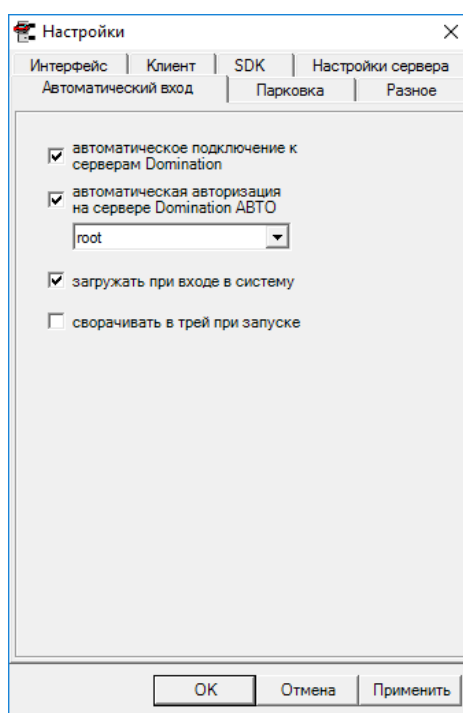 Настройки
Интерфейс Клиент SDK Настройки сервера
Автоматический вход Парковка Разное
автоматическое подключение к
серверам Domination
автоматическая авторизация
на сервере Domination АВТО
root
загружать при входе в систему
сворачивать в трей при запуске
OK Отмена Применить